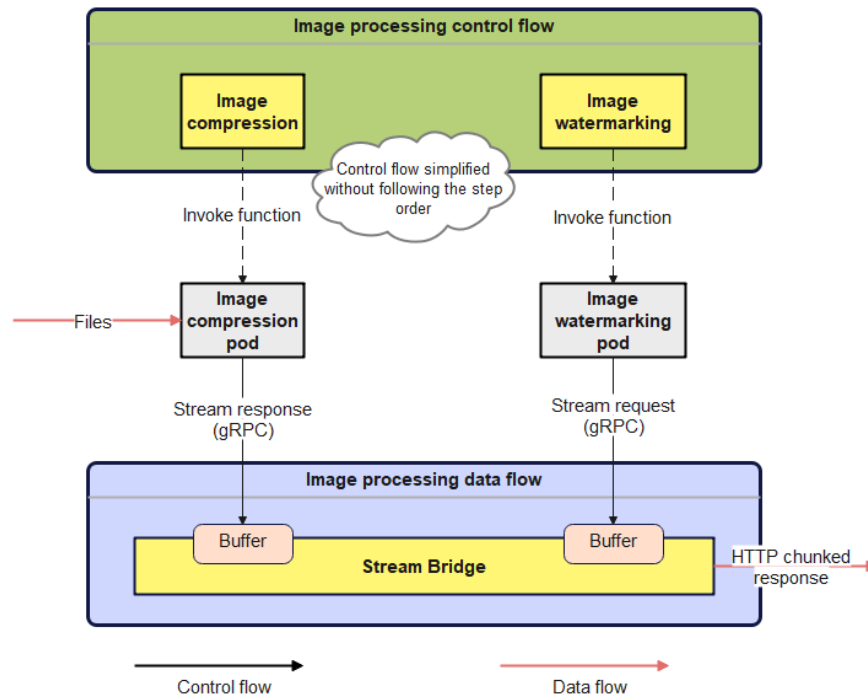 Image processing control flow
Image
compression
Image
watermarking
Control flow simplified
without following the step
order
Invoke function
Invoke function
Files
Image
compression
pod
Image
watermarking
pod
Stream response
(gRPC)
Stream request
(gRPC)
Image processing data flow
Buffer
Buffer
Stream Bridge
HTTP chunked
response
Control flow
Data flow